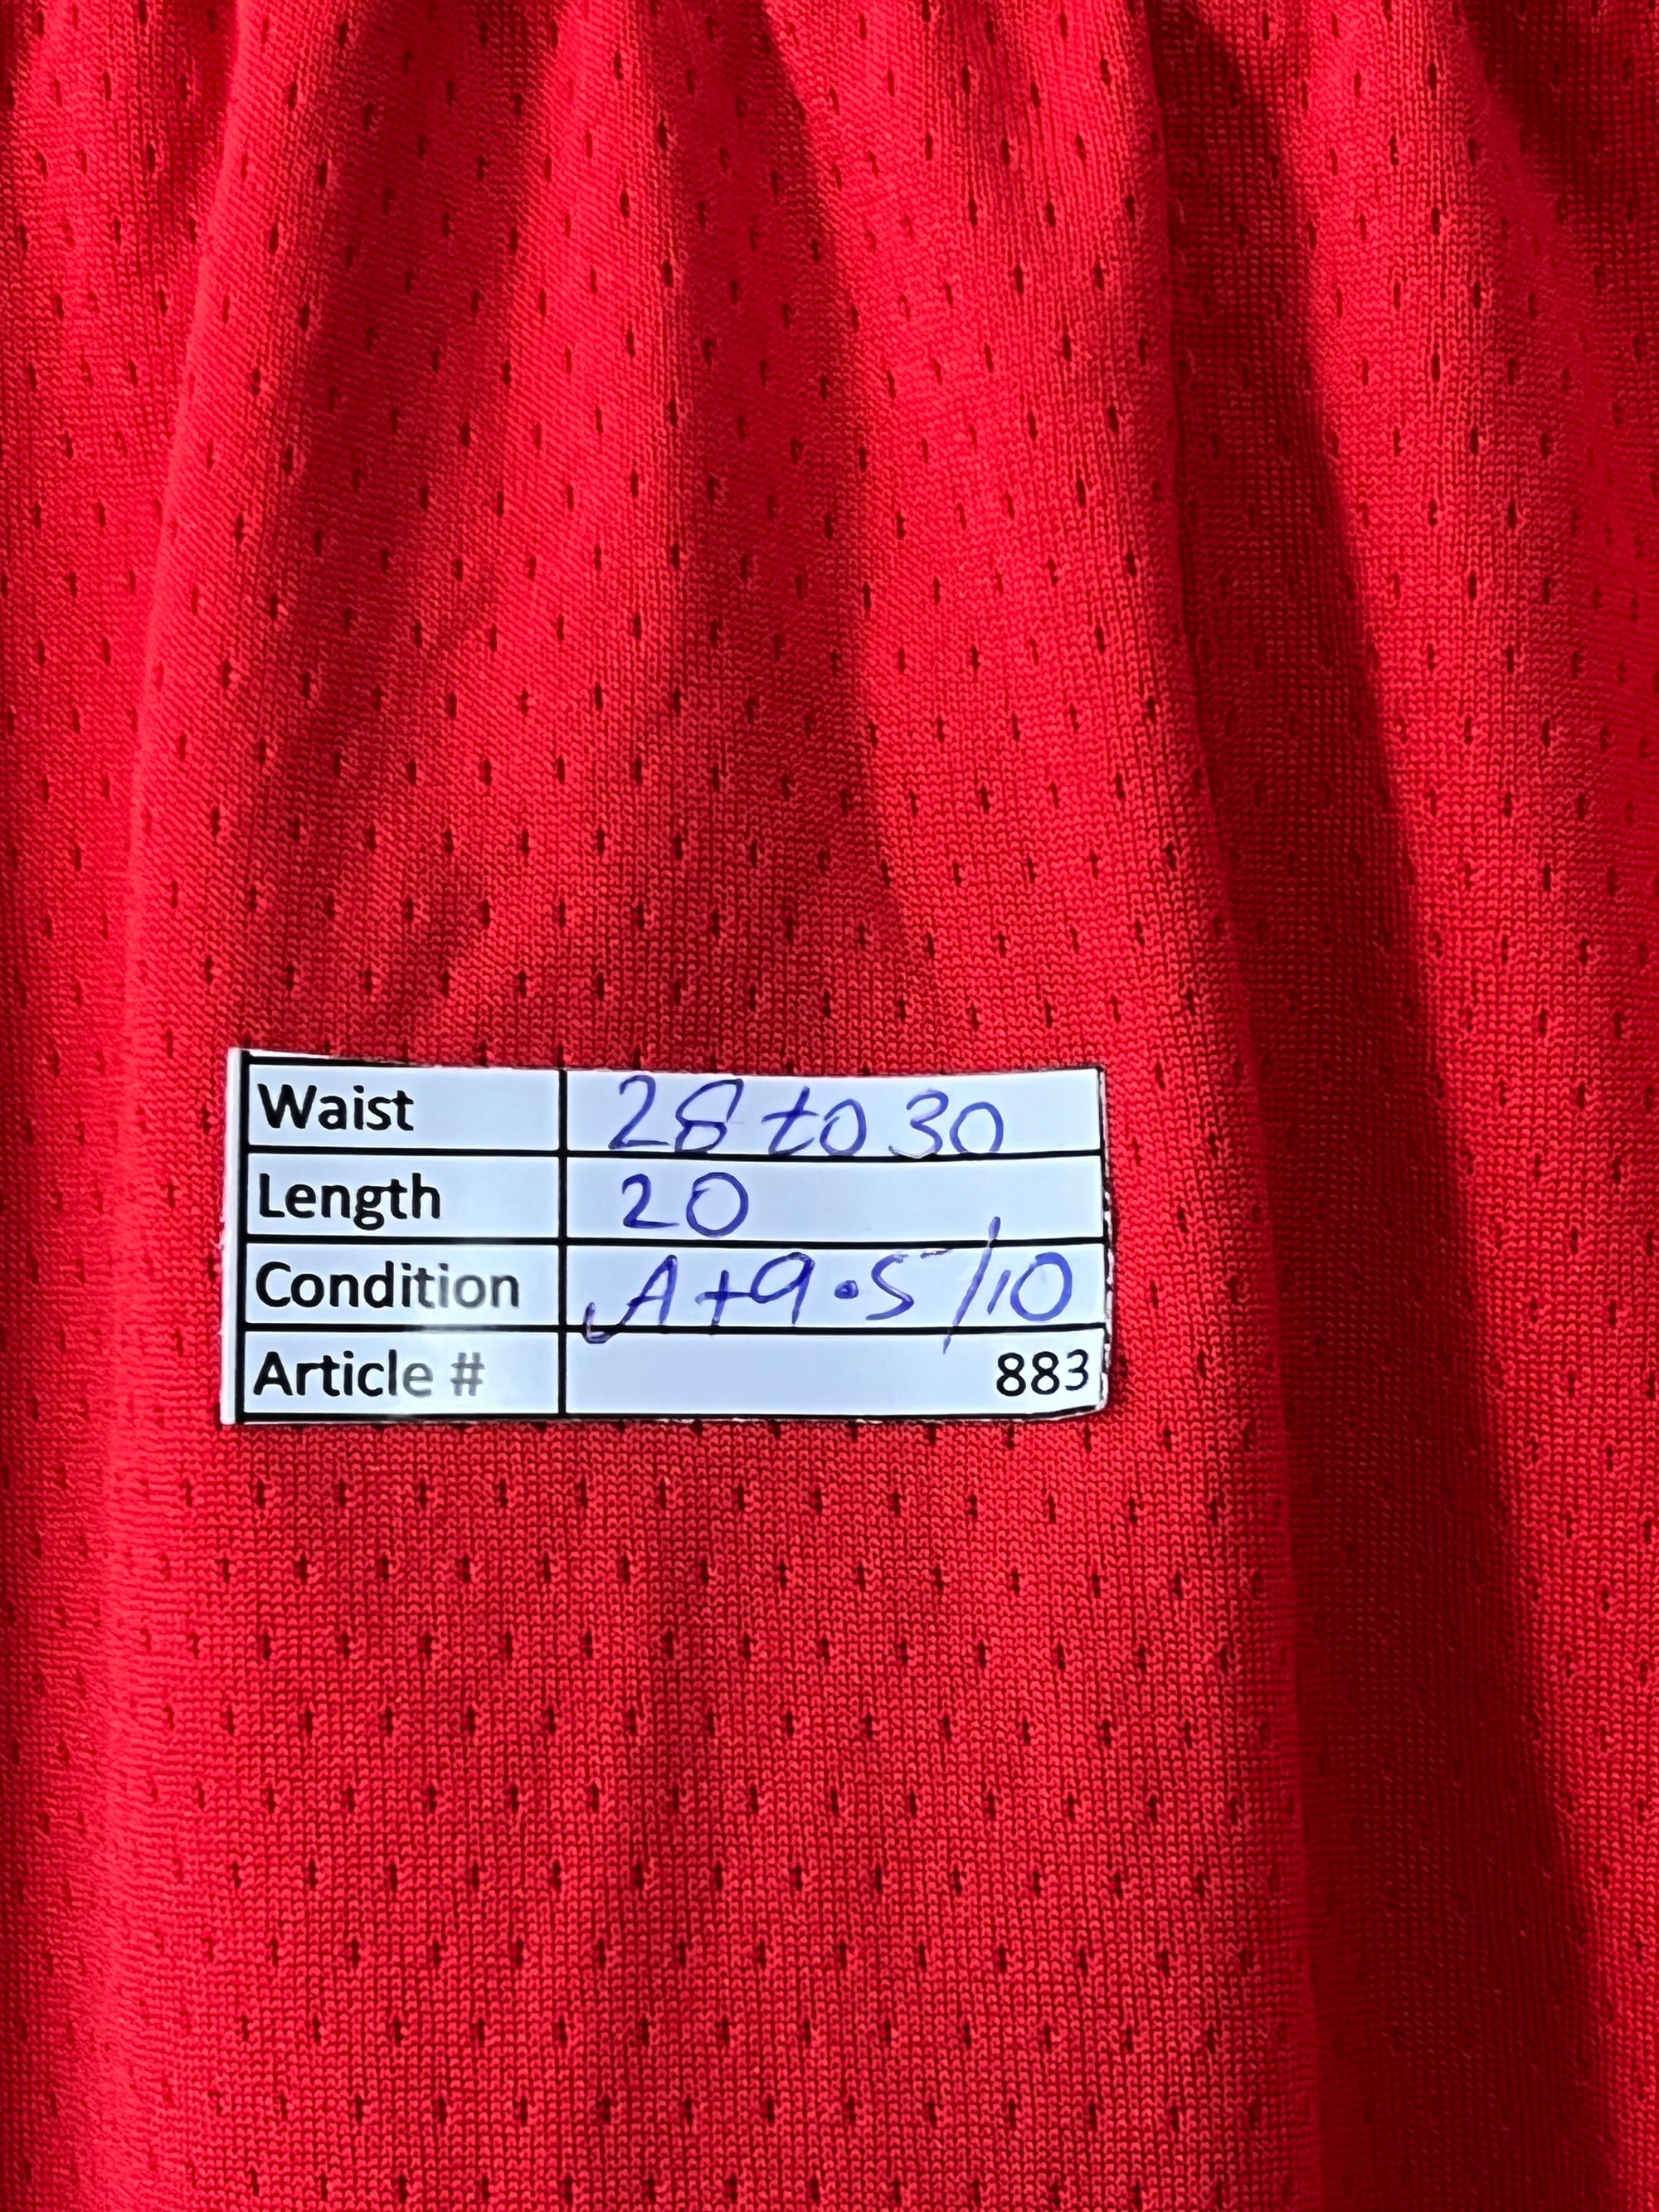 Waist 28 to 30
Length 20
Condition A+9.5/10
Article # 883